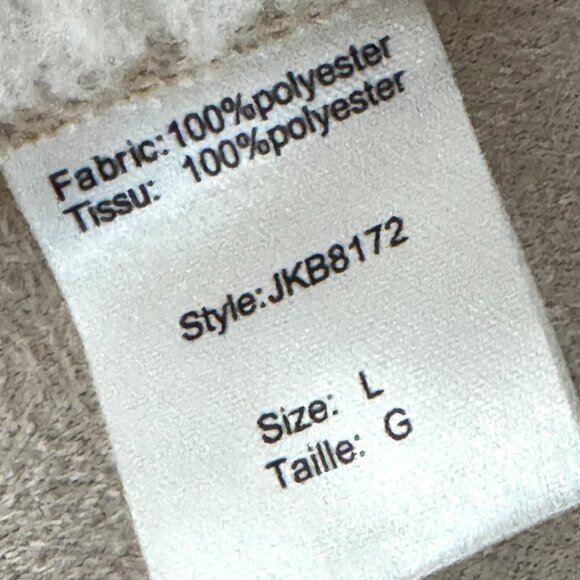 Fabric:100%polyester
Tissu: 100%polyester
Style:JKB8172
Size: L
Taille: G